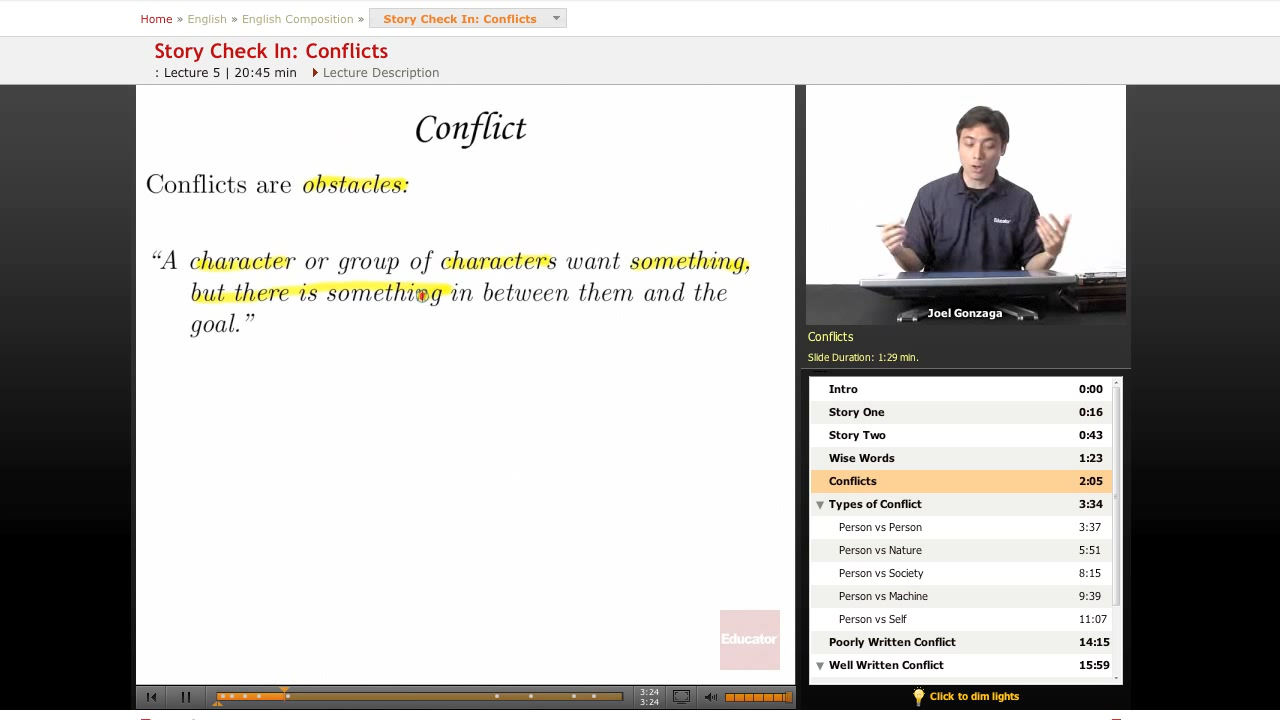 Home » English » English Composition » Story Check In: Conflicts
Story Check In: Conflicts
: Lecture 5 | 20:45 min Lecture Description
Conflict
Conflicts are obstacles:
“A character or group of characters want something,
but there is something in between them and the
goal.”
Educator
Educator
Joel Gonzaga
Conflicts
Slide Duration: 1:29 min.
Intro 0:00
Story One 0:16
Story Two 0:43
Wise Words 1:23
Conflicts 2:05
Types of Conflict 3:34
Person vs Person 3:37
Person vs Nature 5:51
Person vs Society 8:15
Person vs Machine 9:39
Person vs Self 11:07
Poorly Written Conflict 14:15
Well Written Conflict 15:59
3:24
3:24
Click to dim lights